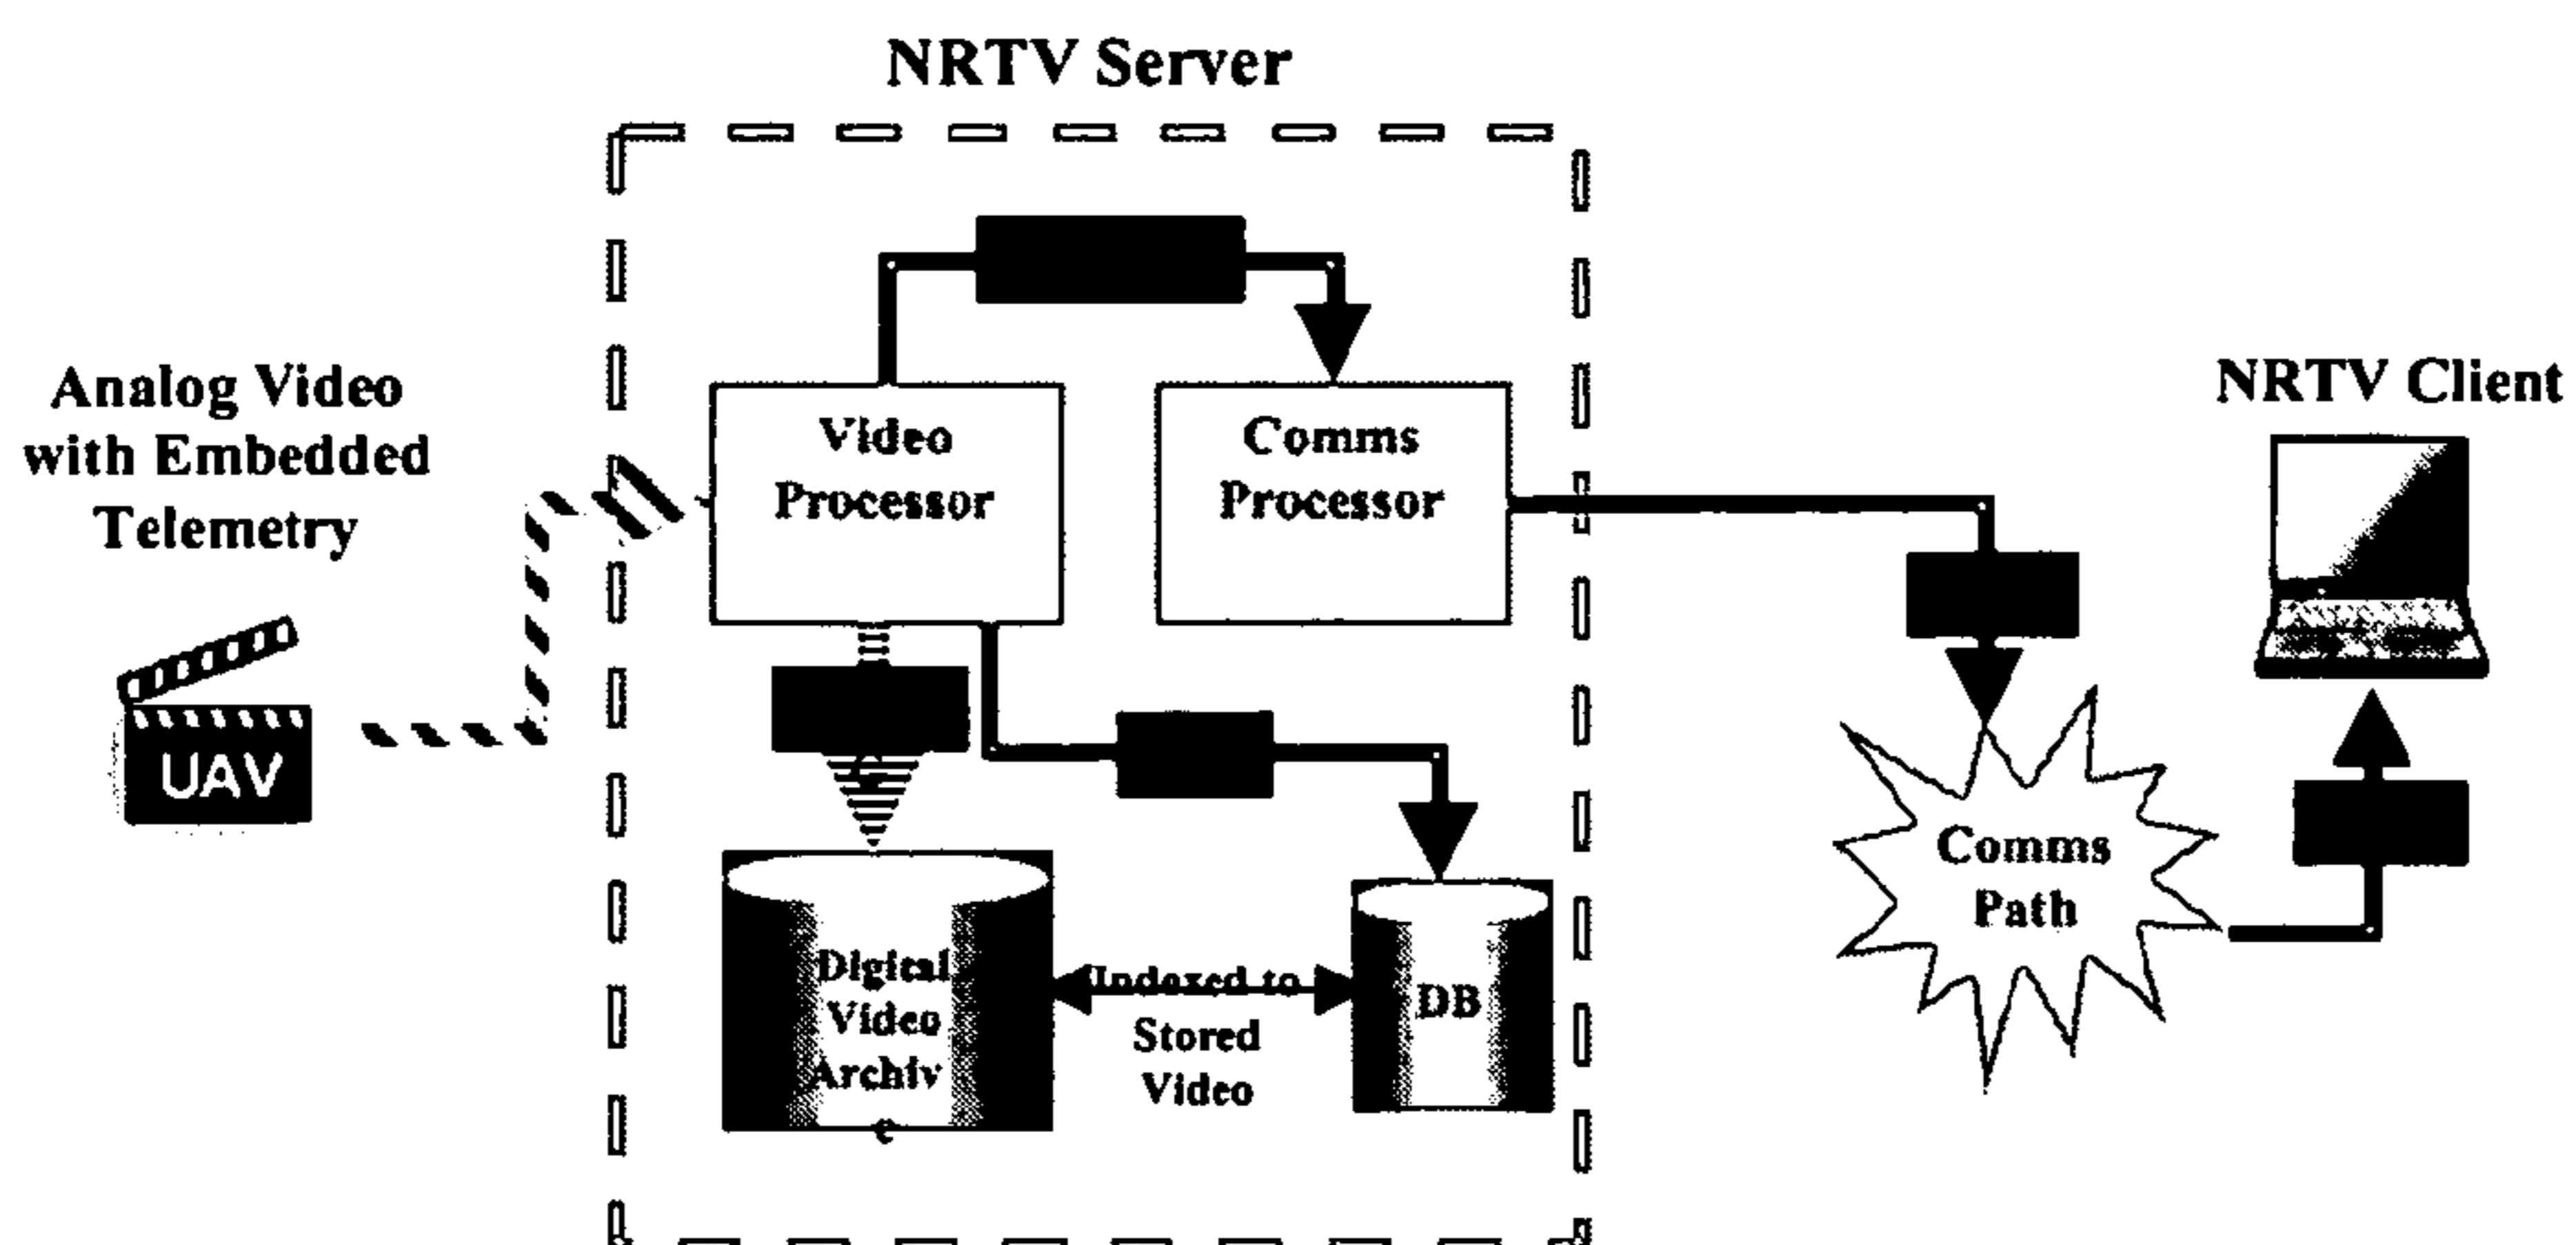 NRTV Server
Analog Video
with Embedded
Telemetry
UAV
Video
Processor
Comms
Processor
NRTV Client
Digital
Video
Archiv
e
Indexed to
Stored
Video
DB
Comms
Path